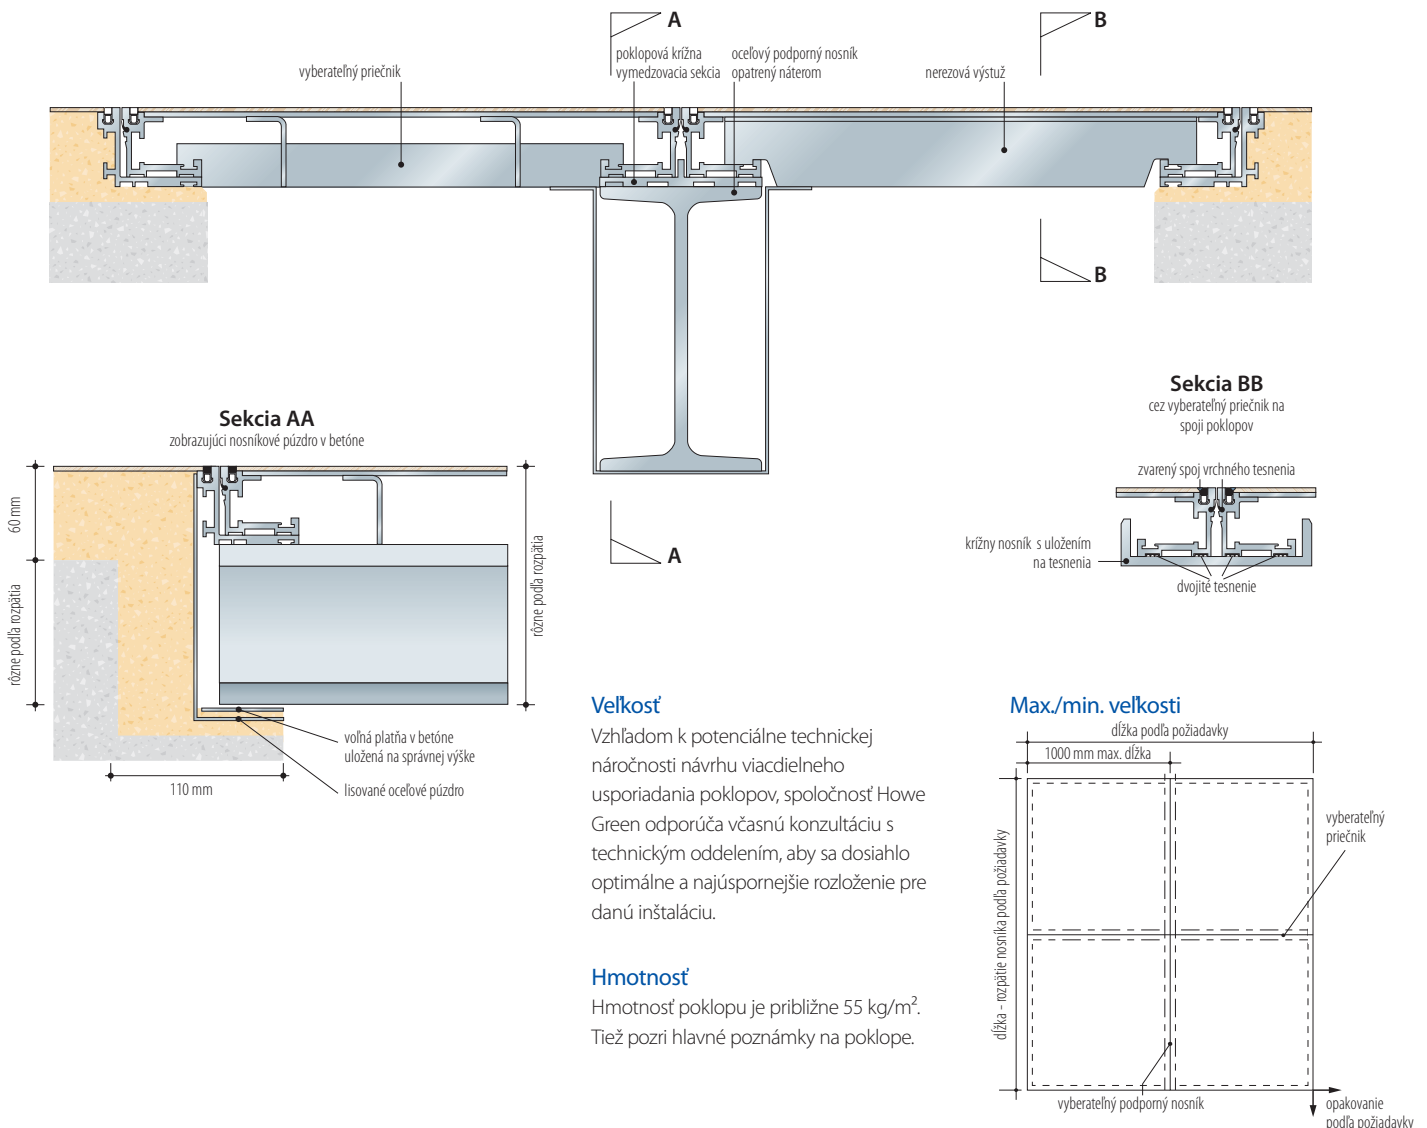 A
B
poklopová krížna
vymedzovacia sekcia
oceľový podporný nosník
opatrený náterom
vyberateľný priečnik
nerezová výstuž
B
A
Sekcia AA
zobrazujúci nosníkové púzdro v betóne
60 mm
rôzne podľa rozpätia
rôzne podľa rozpätia
voľná platňa v betóne
uložená na správnej výške
lisované oceľové púzdro
110 mm
Sekcia BB
cez vyberateľný priečnik na
spoji poklopov
zvarený spoj vrchného tesnenia
krížny nosník s uložením
na tesnenia
dvojité tesnenie
Veľkosť
Vzhľadom k potenciálne technickej
náročnosti návrhu viacdielneho
usporiadania poklopov, spoločnosť Howe
Green odporúča včasnú konzultáciu s
technickým oddelením, aby sa dosiahlo
optimálne a najúspornejšie rozloženie pre
danú inštaláciu.
Hmotnosť
Hmotnosť poklopu je približne 55 kg/m².
Tiež pozri hlavné poznámky na poklope.
Max./min. veľkosti
dĺžka podľa požiadavky
1000 mm max. dĺžka
dĺžka - rozpätie nosníka podľa požiadavky
vyberateľný
priečnik
vyberateľný podporný nosník
opakovanie
podľa požiadavky